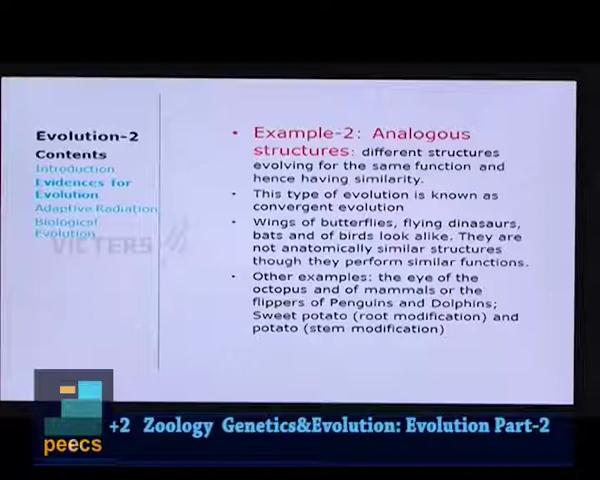 Evolution-2
Contents
Introduction
Evidences for
Evolution
Adaptive Radiation
Biological
Evolution
VICTERS
• Example-2: Analogous
structures: different structures
evolving for the same function and
hence having similarity.
• This type of evolution is known as
convergent evolution
• Wings of butterflies, flying dinasaurs,
bats and of birds look alike. They are
not anatomically similar structures
though they perform similar functions.
• Other examples: the eye of the
octopus and of mammals or the
flippers of Penguins and Dolphins;
Sweet potato (root modification) and
potato (stem modification)
peecs
+2 Zoology Genetics&Evolution: Evolution Part-2